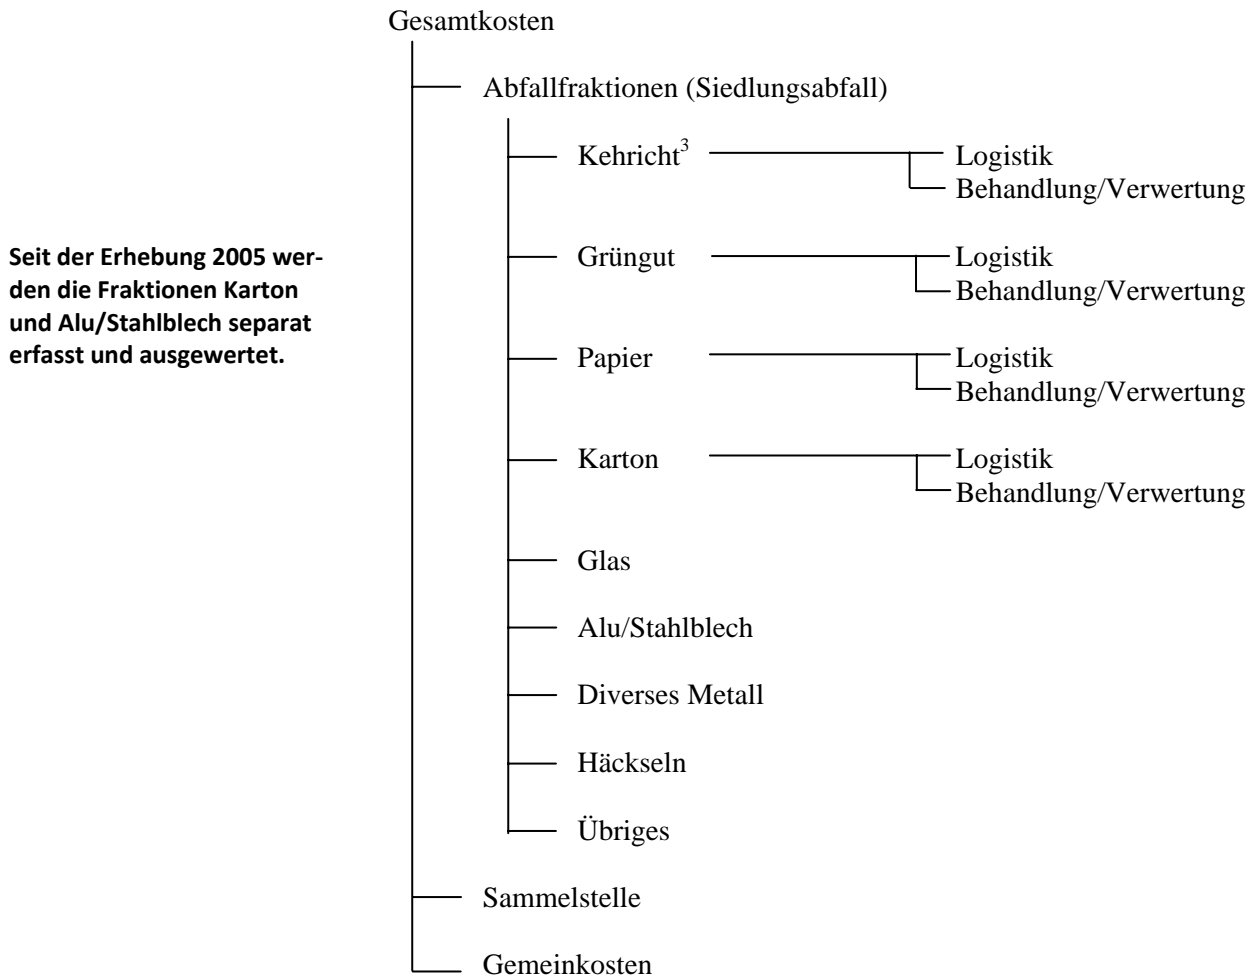 Gesamtkosten
Abfallfraktionen (Siedlungsabfall)
Kehricht³ Logistik
Behandlung/Verwertung
Seit der Erhebung 2005 wer-
den die Fraktionen Karton
und Alu/Stahlblech separat
erfasst und ausgewertet.
Grüngut Logistik
Behandlung/Verwertung
Papier Logistik
Behandlung/Verwertung
Karton Logistik
Behandlung/Verwertung
Glas
Alu/Stahlblech
Diverses Metall
Häckseln
Übriges
Sammelstelle
Gemeinkosten